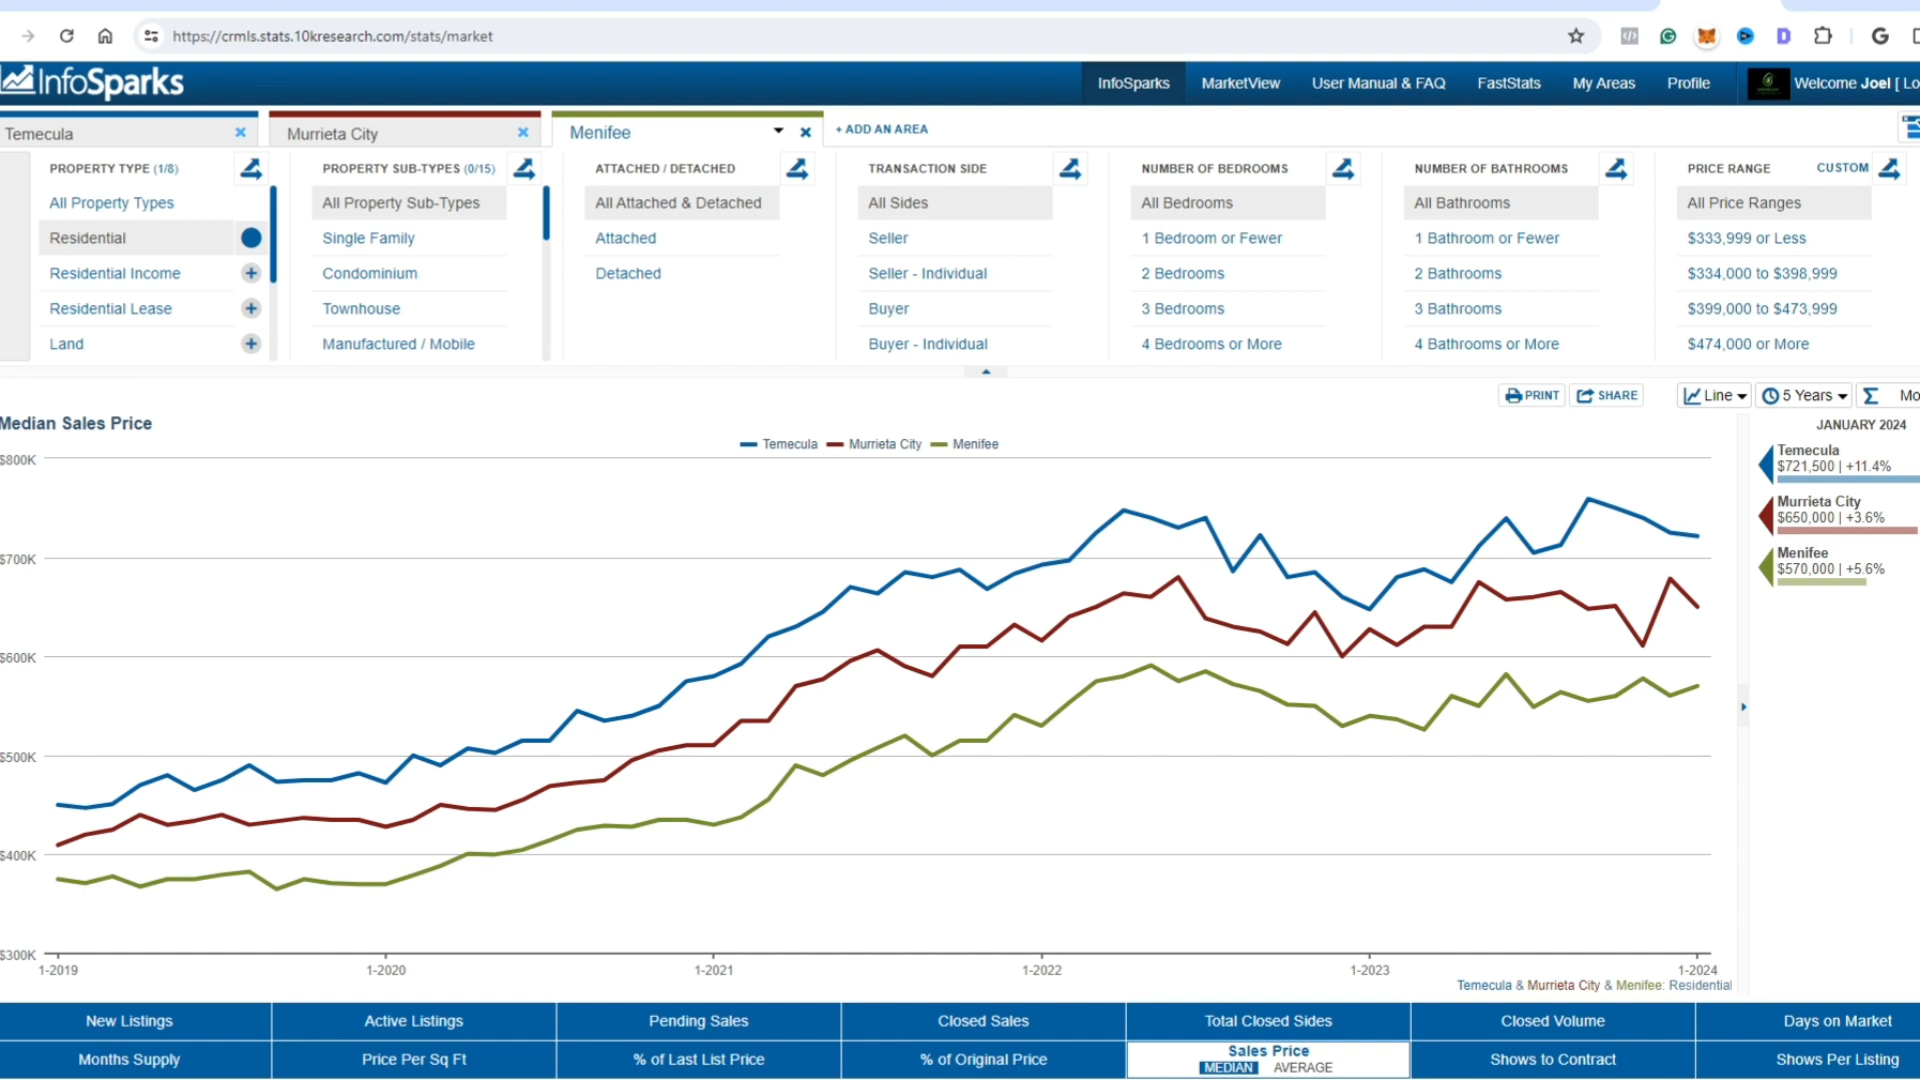 https://crmls.stats.10kresearch.com/stats/market
InfoSparks
InfoSparks MarketView User Manual & FAQ FastStats My Areas Profile Welcome Joel [ Lo
Temecula Murrieta City Menifee + ADD AN AREA
PROPERTY TYPE (1/8) PROPERTY SUB-TYPES (0/15) ATTACHED / DETACHED TRANSACTION SIDE NUMBER OF BEDROOMS NUMBER OF BATHROOMS PRICE RANGE CUSTOM
All Property Types All Property Sub-Types All Attached & Detached All Sides All Bedrooms All Bathrooms All Price Ranges
Residential Single Family Attached Seller 1 Bedroom or Fewer 1 Bathroom or Fewer $333,999 or Less
Residential Income Condominium Detached Seller - Individual 2 Bedrooms 2 Bathrooms $334,000 to $398,999
Residential Lease Townhouse Buyer 3 Bedrooms 3 Bathrooms $399,000 to $473,999
Land Manufactured / Mobile Buyer - Individual 4 Bedrooms or More 4 Bathrooms or More $474,000 or More
PRINT SHARE Line 5 Years Mo
Median Sales Price
JANUARY 2024
Temecula Murrieta City Menifee
Temecula
$721,500 | +11.4%
Murrieta City
$650,000 | +3.6%
Menifee
$570,000 | +5.6%
$800K
$700K
$600K
$500K
$400K
$300K
1-2019 1-2020 1-2021 1-2022 1-2023 1-2024
Temecula & Murrieta City & Menifee: Residential
New Listings Active Listings Pending Sales Closed Sales Total Closed Sides Closed Volume Days on Market
Months Supply Price Per Sq Ft % of Last List Price % of Original Price Sales Price Shows to Contract Shows Per Listing
MEDIAN AVERAGE